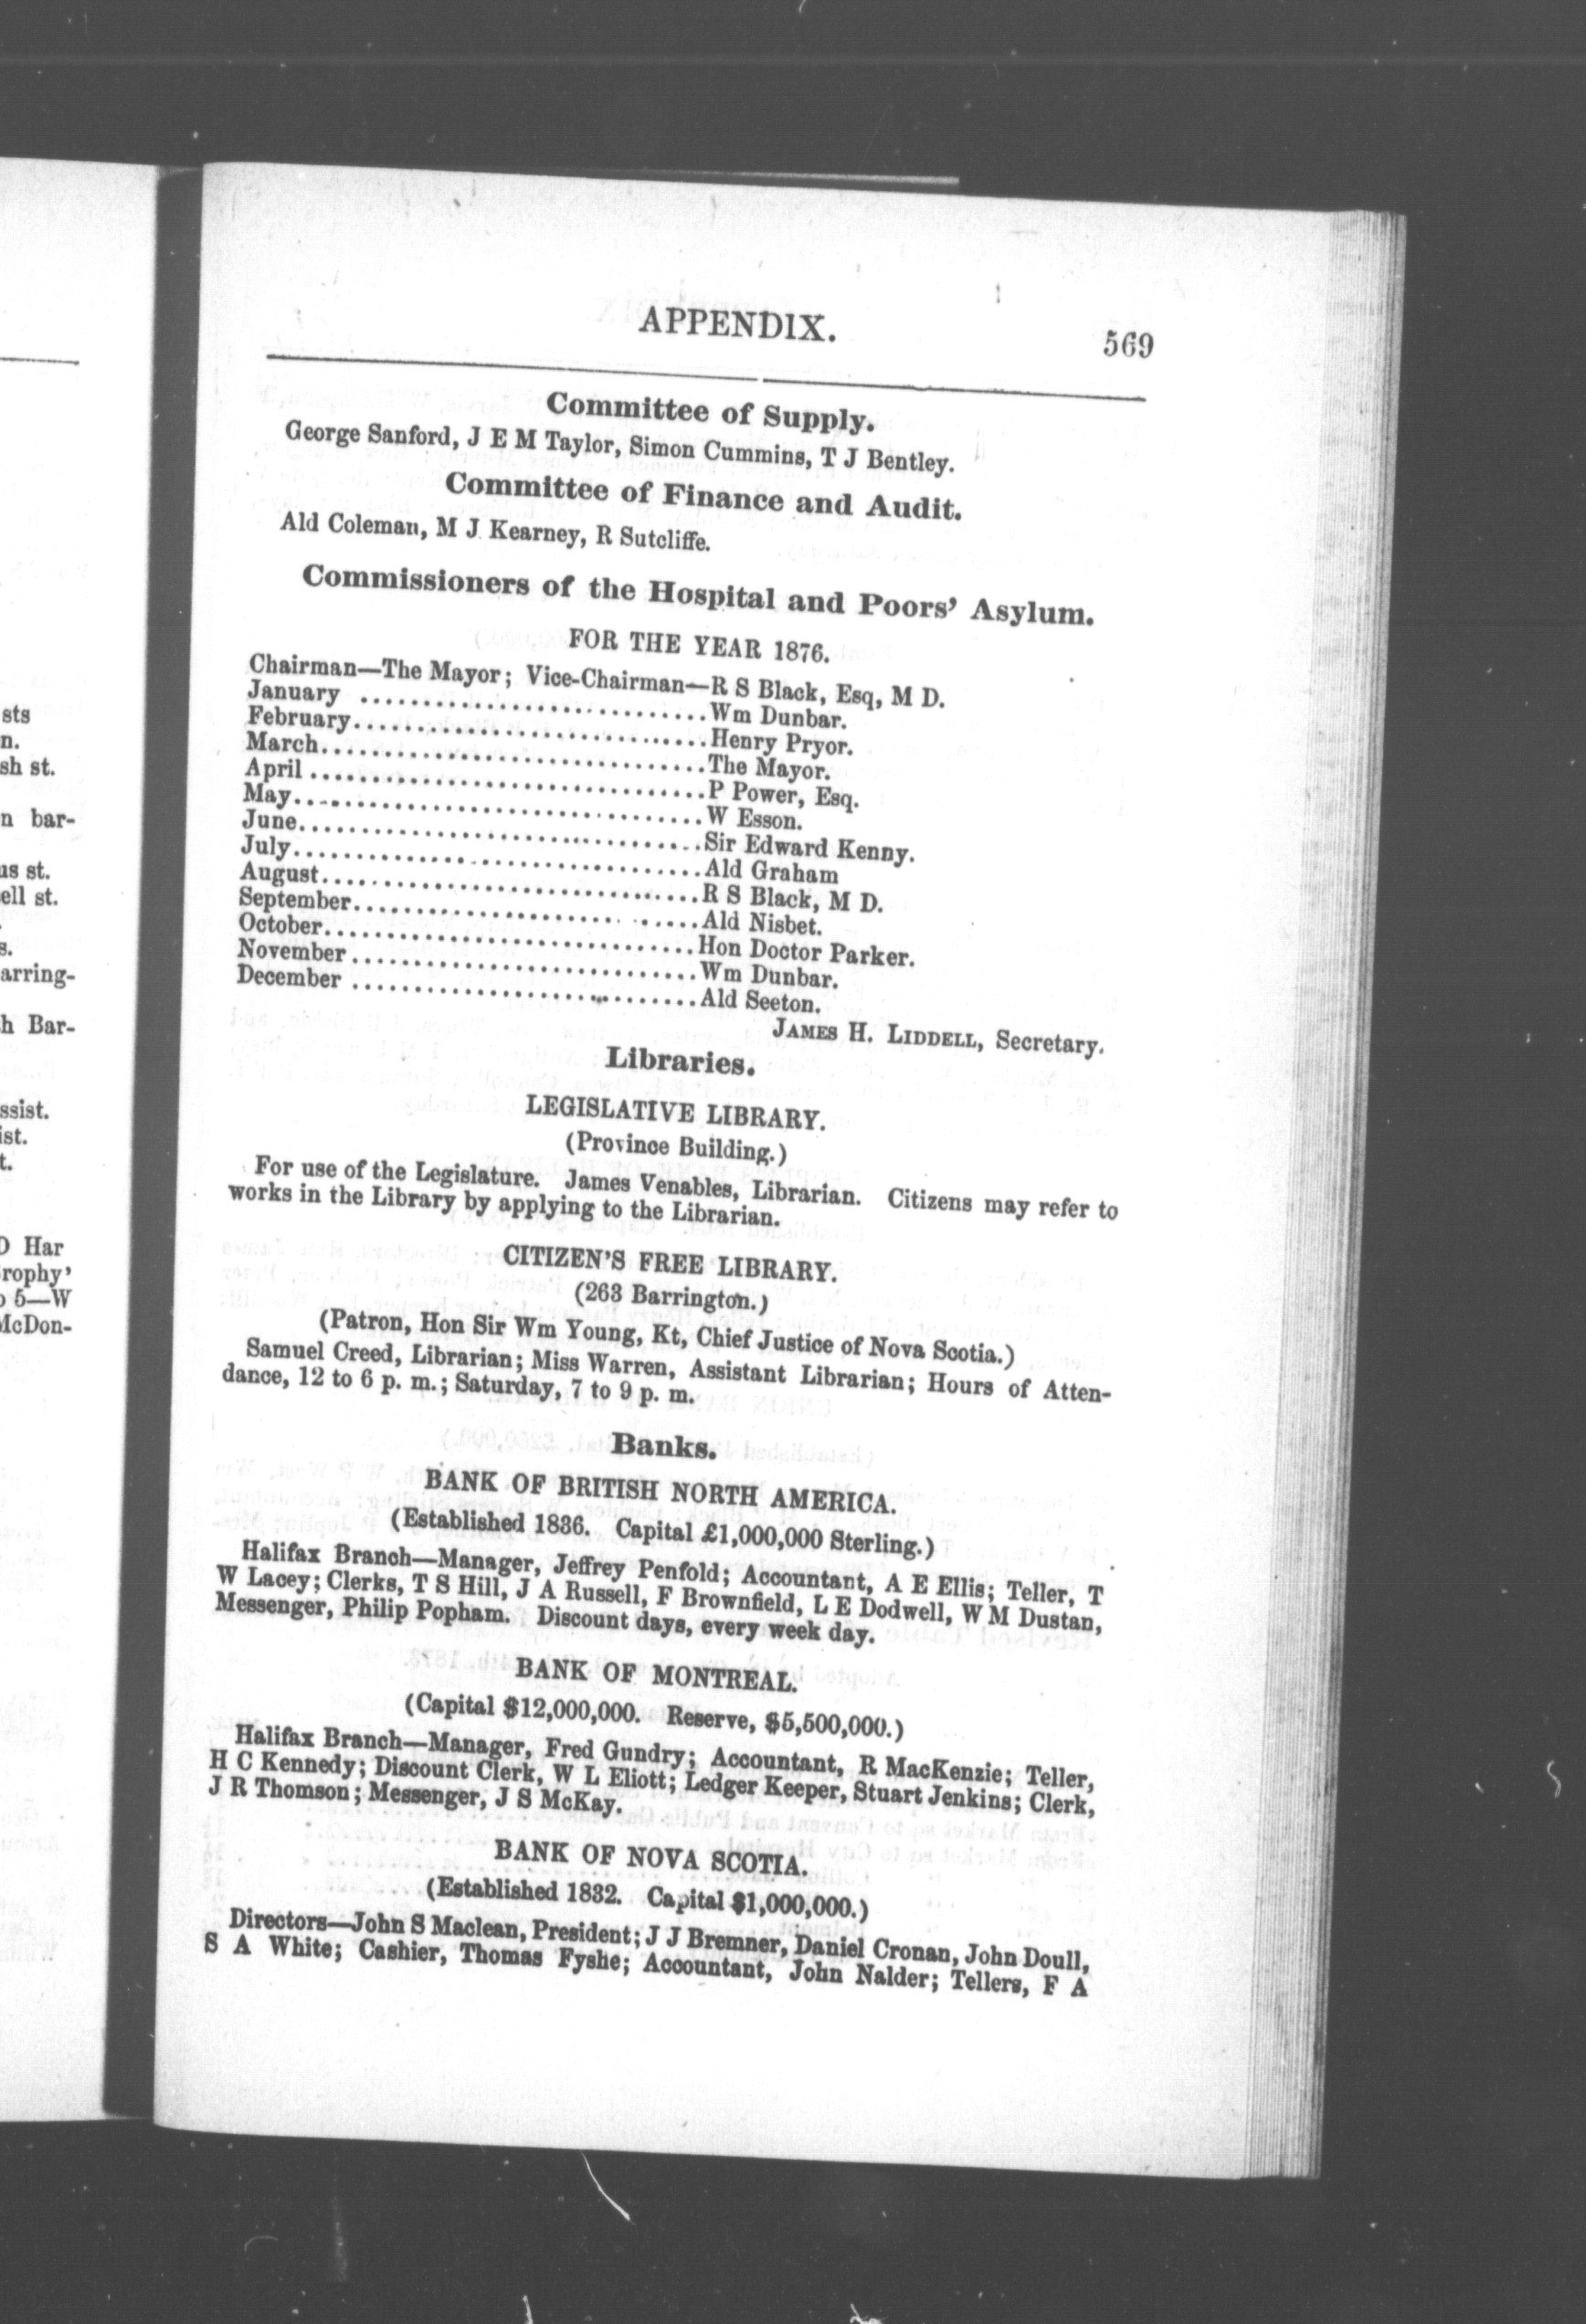 APPENDIX. 569
Committee of Supply.
George Sanford, J E M Taylor, Simon Cummins, T J Bentley.
Committee of Finance and Audit.
Ald Coleman, M J Kearney, R Sutcliffe.
Commissioners of the Hospital and Poors' Asylum.
FOR THE YEAR 1876.
Chairman—The Mayor; Vice-Chairman—R S Black, Esq, M D.
January ............................Wm Dunbar.
February............................Henry Pryor.
March..............................The Mayor.
April ...............................P Power, Esq.
May................................W Esson.
June................................Sir Edward Kenny.
July................................Ald Graham
August..............................R S Black, M D.
September...........................Ald Nisbet.
October.............................Hon Doctor Parker.
November ...........................Wm Dunbar.
December ...........................Ald Seeton.
JAMES H. LIDDELL, Secretary.
Libraries.
LEGISLATIVE LIBRARY.
(Province Building.)
For use of the Legislature. James Venables, Librarian. Citizens may refer to
works in the Library by applying to the Librarian.
CITIZEN'S FREE LIBRARY.
(263 Barrington.)
(Patron, Hon Sir Wm Young, Kt, Chief Justice of Nova Scotia.)
Samuel Creed, Librarian; Miss Warren, Assistant Librarian; Hours of Atten-
dance, 12 to 6 p. m.; Saturday, 7 to 9 p. m.
Banks.
BANK OF BRITISH NORTH AMERICA.
(Established 1836. Capital £1,000,000 Sterling.)
Halifax Branch—Manager, Jeffrey Penfold; Accountant, A E Ellis; Teller, T
W Lacey; Clerks, T S Hill, J A Russell, F Brownfield, L E Dodwell, W M Dustan,
Messenger, Philip Popham. Discount days, every week day.
BANK OF MONTREAL.
(Capital $12,000,000. Reserve, $5,500,000.)
Halifax Branch—Manager, Fred Gundry; Accountant, R MacKenzie; Teller,
H C Kennedy; Discount Clerk, W L Eliott; Ledger Keeper, Stuart Jenkins; Clerk,
J R Thomson; Messenger, J S McKay.
BANK OF NOVA SCOTIA.
(Established 1832. Capital $1,000,000.)
Directors—John S Maclean, President; J J Bremner, Daniel Cronan, John Doull,
S A White; Cashier, Thomas Fyshe; Accountant, John Nalder; Tellers, F A